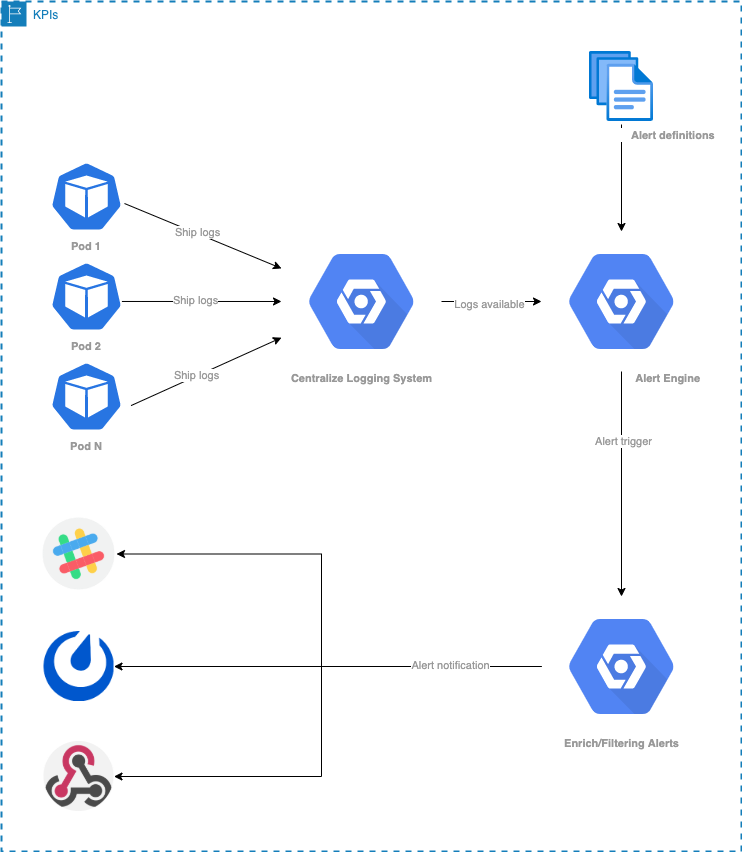 KPIs
Alert definitions
Pod 1
Ship logs
Pod 2
Ship logs
Logs available
Pod N
Ship logs
Centralize Logging System
Alert Engine
Alert trigger
Alert notification
Enrich/Filtering Alerts